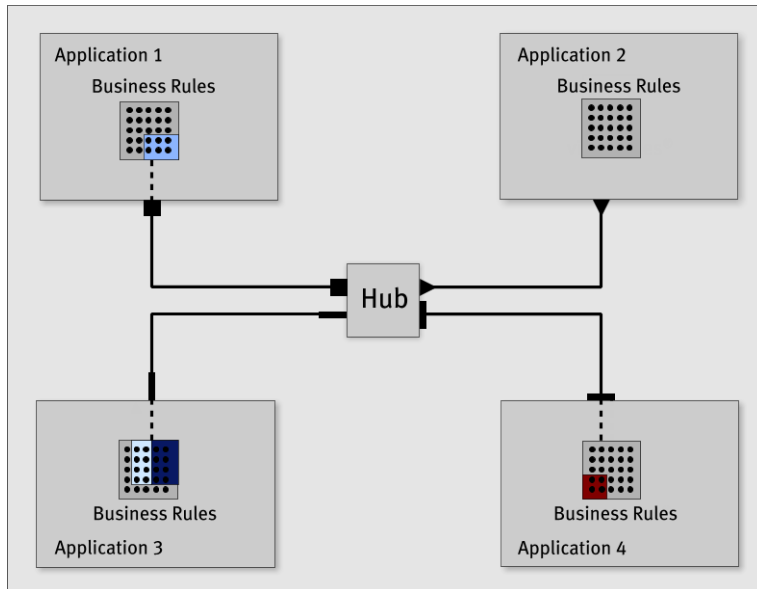 Application 1
Business Rules
Application 2
Business Rules
Hub
Business Rules
Application 3
Business Rules
Application 4